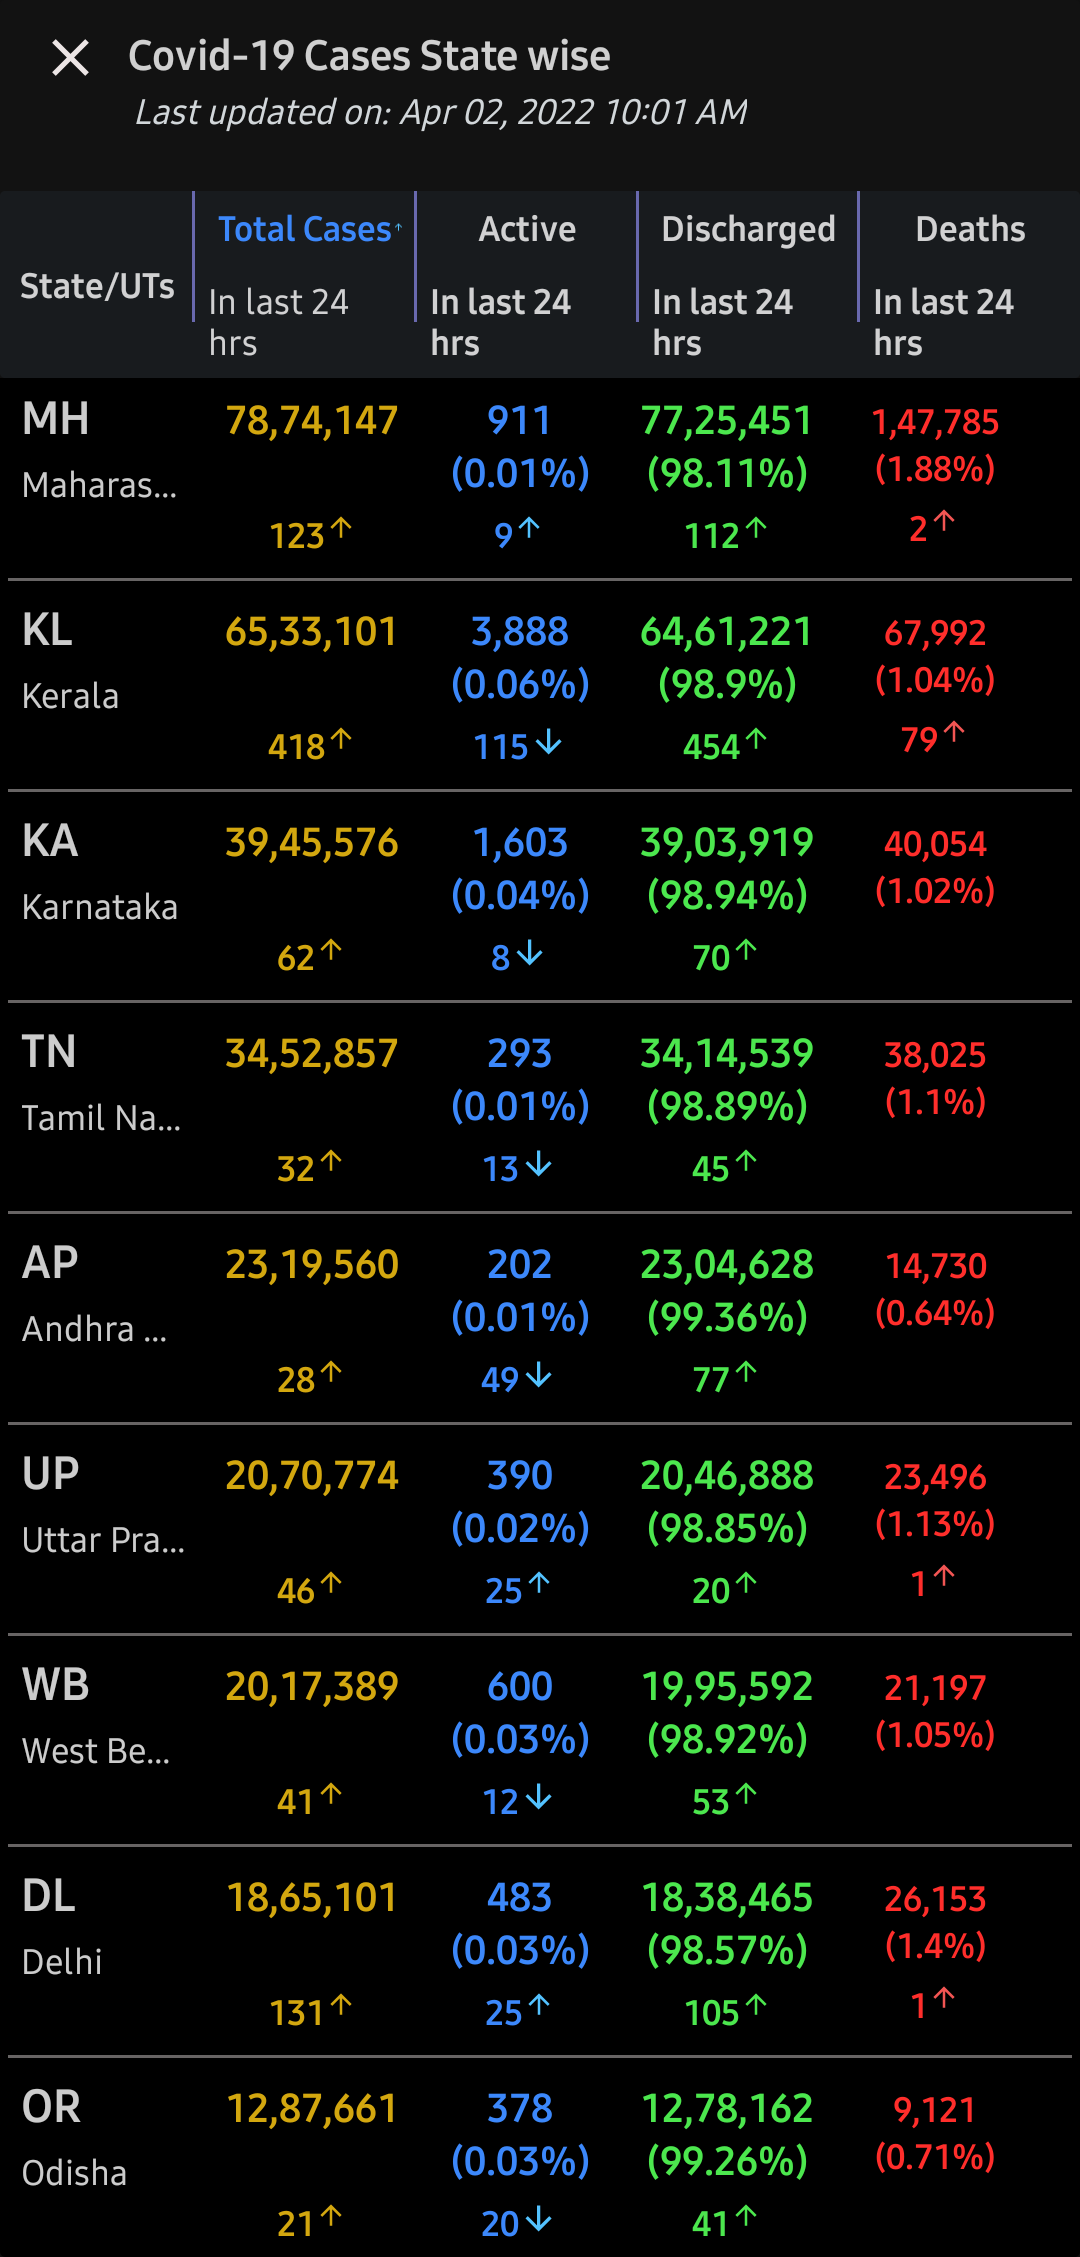 Covid-19 Cases State wise
Last updated on: Apr 02, 2022 10:01 AM
State/UTs
Total Cases↑ Active Discharged Deaths
In last 24 hrs In last 24 hrs In last 24 hrs In last 24 hrs
MH 78,74,147 911 77,25,451 1,47,785
Maharas... (0.01%) (98.11%) (1.88%)
123↑ 9↑ 112↑ 2↑
KL 65,33,101 3,888 64,61,221 67,992
Kerala (0.06%) (98.9%) (1.04%)
418↑ 115↓ 454↑ 79↑
KA 39,45,576 1,603 39,03,919 40,054
Karnataka (0.04%) (98.94%) (1.02%)
62↑ 8↓ 70↑
TN 34,52,857 293 34,14,539 38,025
Tamil Na... (0.01%) (98.89%) (1.1%)
32↑ 13↓ 45↑
AP 23,19,560 202 23,04,628 14,730
Andhra ... (0.01%) (99.36%) (0.64%)
28↑ 49↓ 77↑
UP 20,70,774 390 20,46,888 23,496
Uttar Pra... (0.02%) (98.85%) (1.13%)
46↑ 25↑ 20↑ 1↑
WB 20,17,389 600 19,95,592 21,197
West Be... (0.03%) (98.92%) (1.05%)
41↑ 12↓ 53↑
DL 18,65,101 483 18,38,465 26,153
Delhi (0.03%) (98.57%) (1.4%)
131↑ 25↑ 105↑ 1↑
OR 12,87,661 378 12,78,162 9,121
Odisha (0.03%) (99.26%) (0.71%)
21↑ 20↓ 41↑